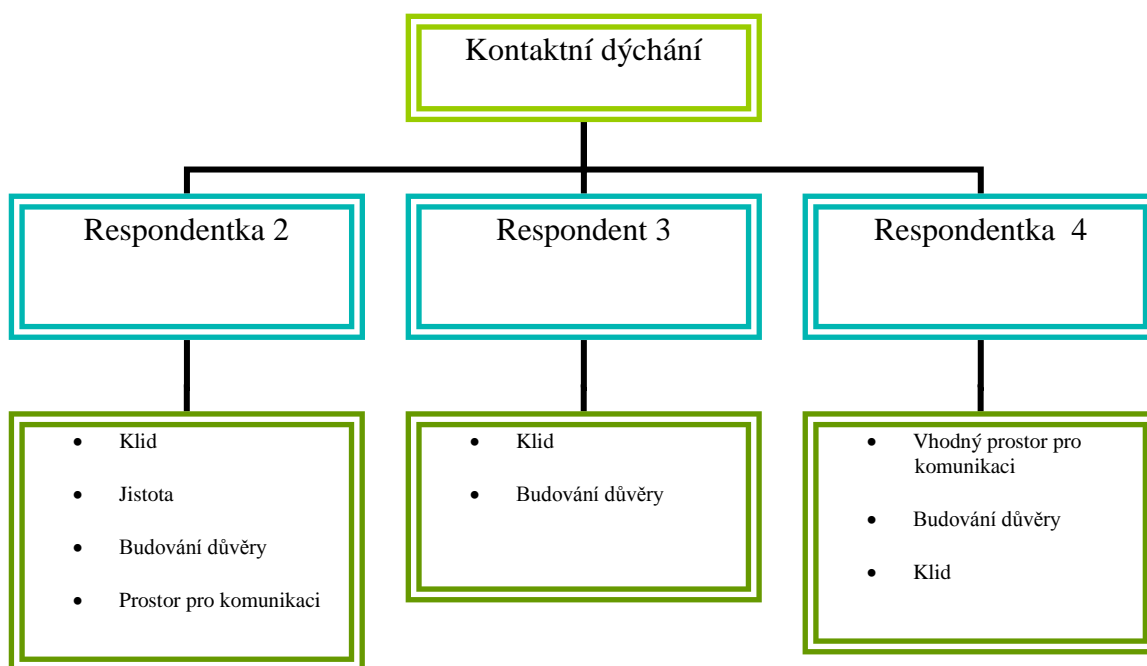 Kontaktní dýchání
Respondentka 2
Respondent 3
Respondentka 4
• Klid
• Jistota
• Budování důvěry
• Prostor pro komunikaci
• Klid
• Budování důvěry
• Vhodný prostor pro
komunikaci
• Budování důvěry
• Klid